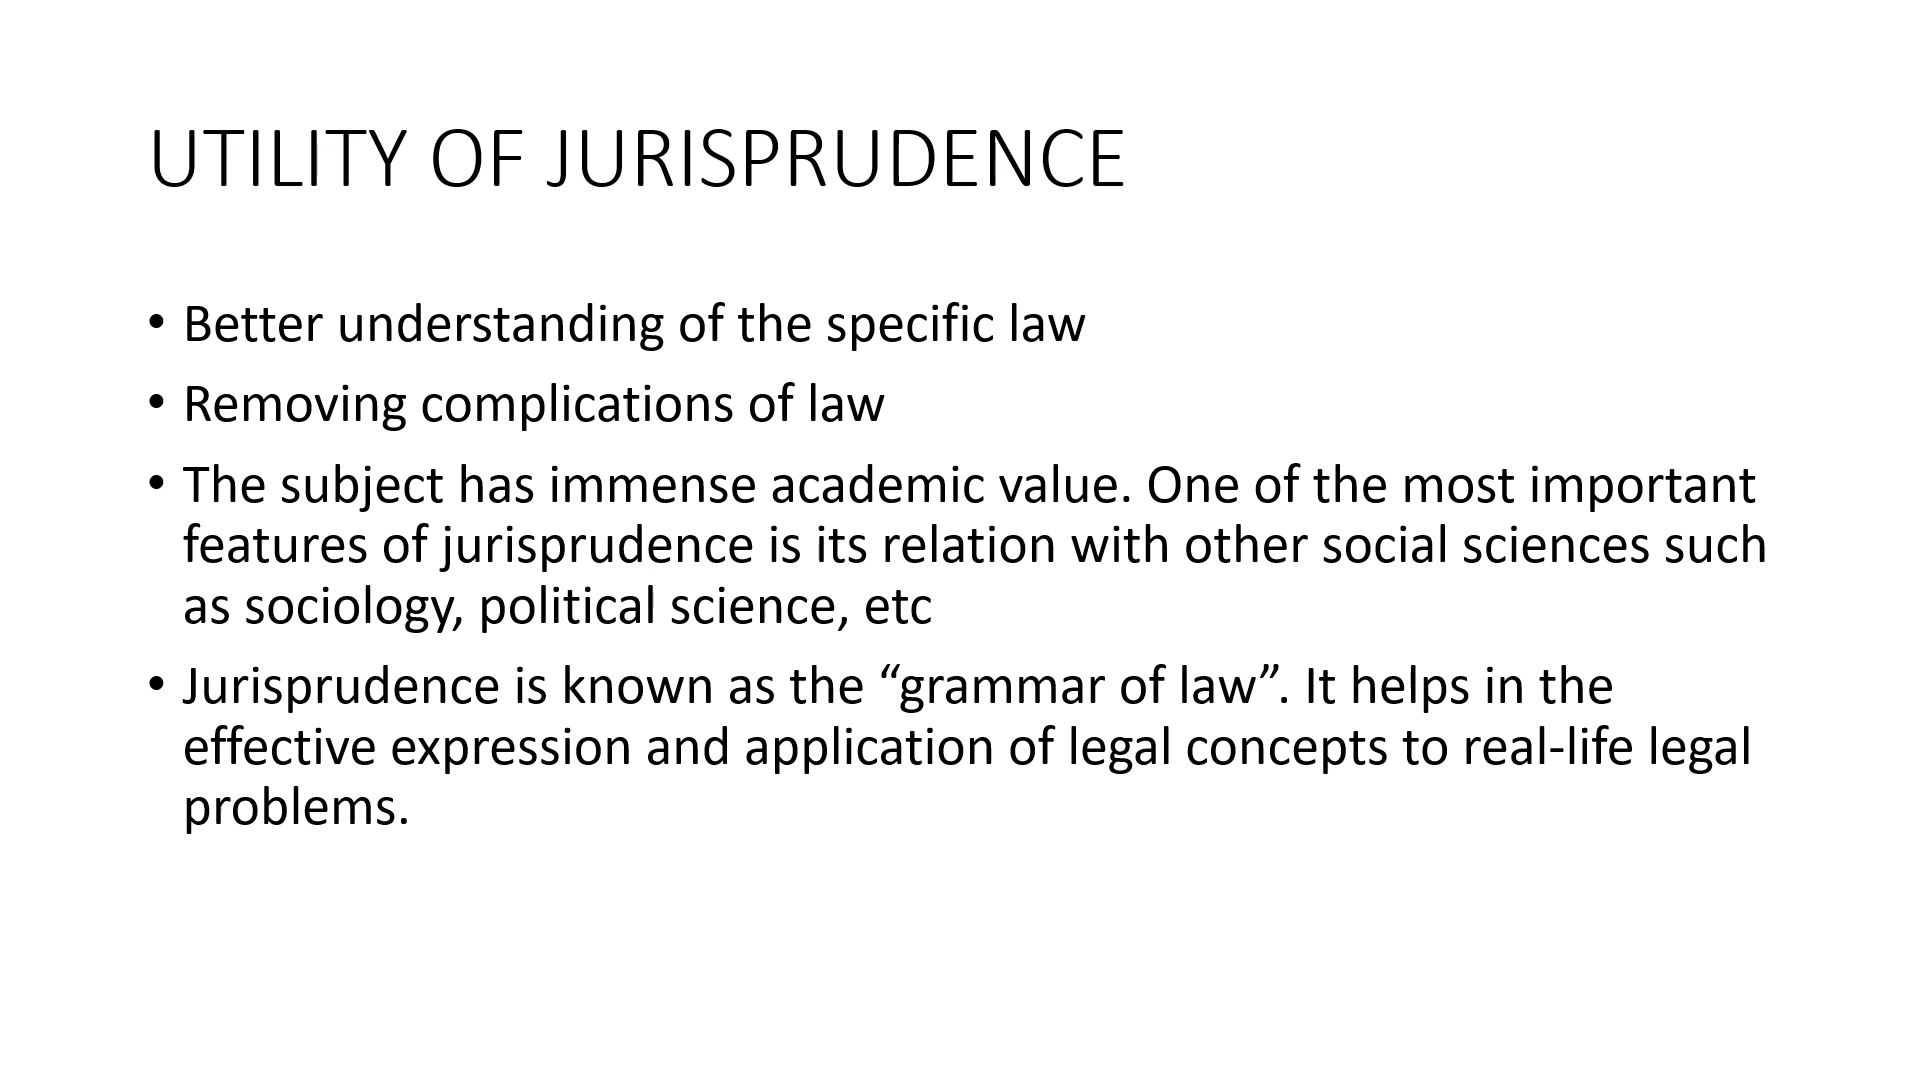 UTILITY OF JURISPRUDENCE
• Better understanding of the specific law
• Removing complications of law
• The subject has immense academic value. One of the most important
features of jurisprudence is its relation with other social sciences such
as sociology, political science, etc
• Jurisprudence is known as the “grammar of law”. It helps in the
effective expression and application of legal concepts to real-life legal
problems.